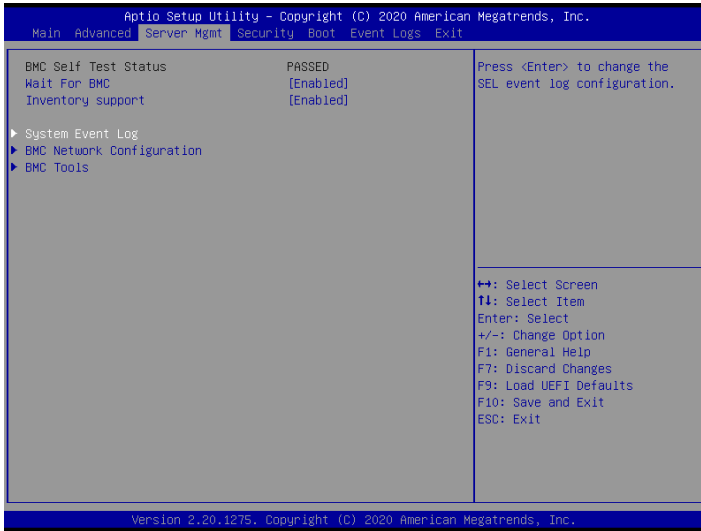 Aptio Setup Utility – Copyright (C) 2020 American Megatrends, Inc.
Main Advanced Server Mgmt Security Boot Event Logs Exit
BMC Self Test Status PASSED
Wait For BMC [Enabled]
Inventory support [Enabled]
▶ System Event Log
▶ BMC Network Configuration
▶ BMC Tools
Press <Enter> to change the
SEL event log configuration.
↔: Select Screen
↑↓: Select Item
Enter: Select
+/-: Change Option
F1: General Help
F7: Discard Changes
F9: Load UEFI Defaults
F10: Save and Exit
ESC: Exit
Version 2.20.1275. Copyright (C) 2020 American Megatrends, Inc.